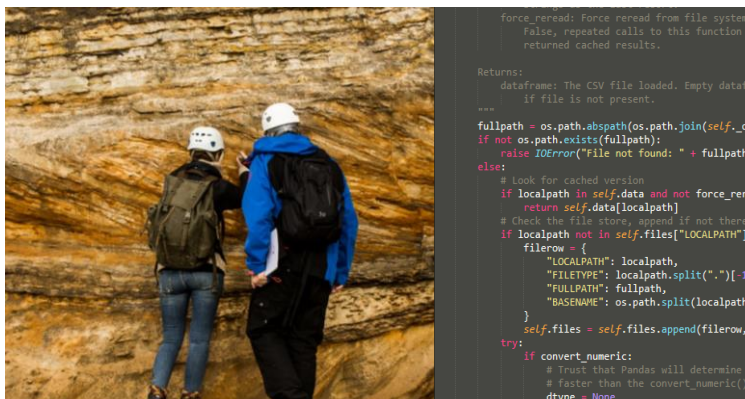 force_reread: Force reread from file system
False, repeated calls to this function
returned cached results.
Returns:
dataframe: The CSV file loaded. Empty
if file is not present.
"""
fullpath = os.path.abspath(os.path.join(self.
if not os.path.exists(fullpath):
raise IOError("File not found: " + fullpath
else:
# Look for cached version
if localpath in self.data and not
return self.data[localpath]
# Check the file store, append if not
if localpath not in self.files["LOCALPATH"]
filerow = {
"LOCALPATH": localpath,
"FILETYPE": localpath.split(".")[-1
"FULLPATH": fullpath,
"BASENAME": os.path.split(localpath
}
self.files = self.files.append(filerow,
try:
if convert_numeric:
# Trust that Pandas will determine
# faster than the convert_numeric(
dtype = None